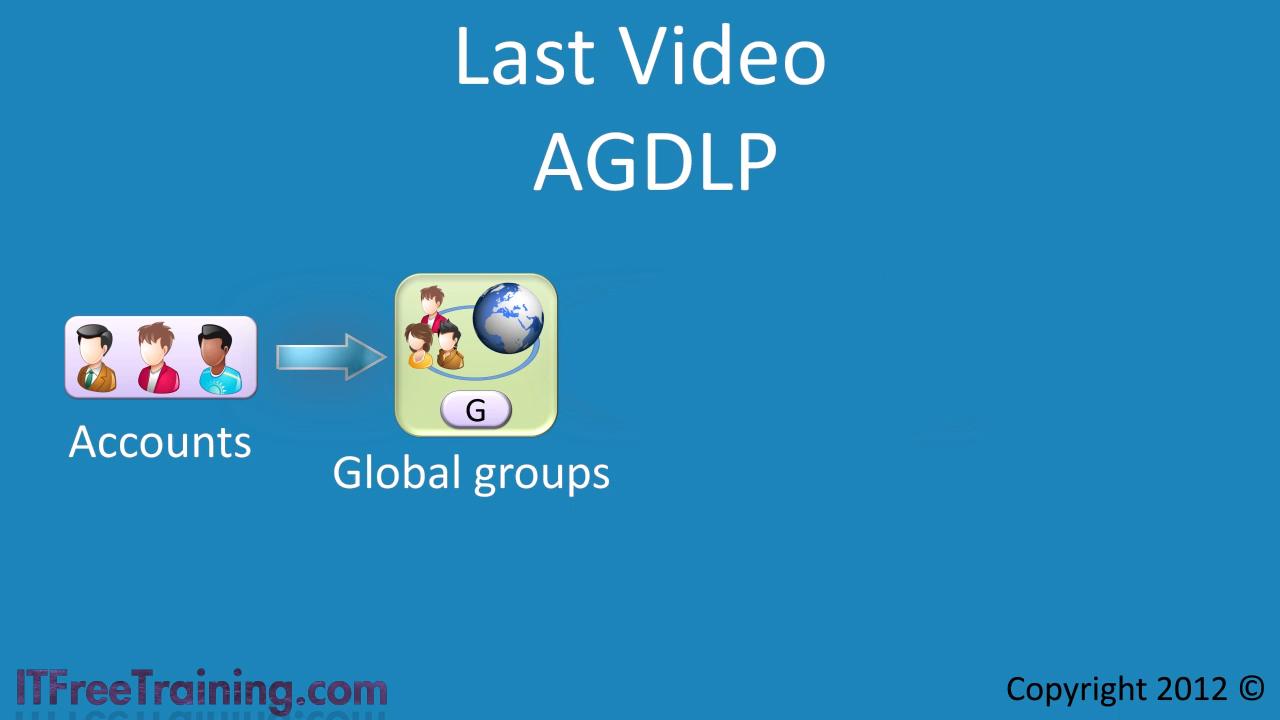 Last Video
AGDLP
G
Accounts
Global groups
ITFreeTraining.com
Copyright 2012 ©